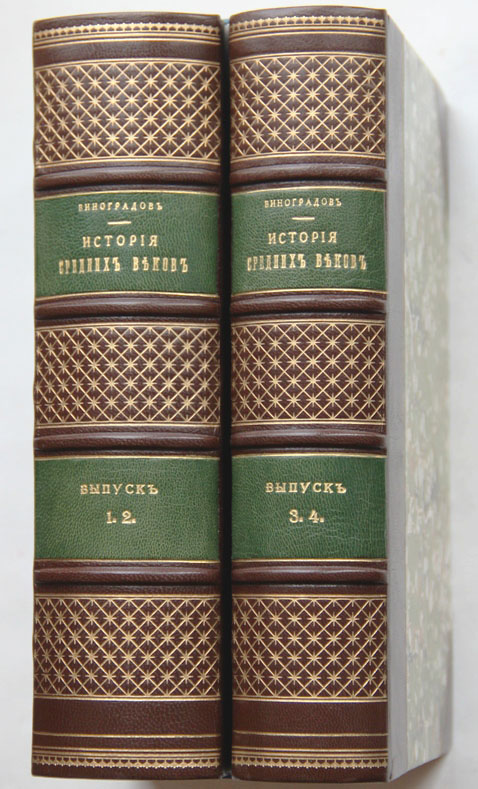 ВИНОГРАДОВЪ
ИСТОРІЯ
СРЕДНИХЪ ВѢКОВЪ
ВЫПУСКЪ
1. 2.
ВИНОГРАДОВЪ
ИСТОРІЯ
СРЕДНИХЪ ВѢКОВЪ
ВЫПУСКЪ
3. 4.